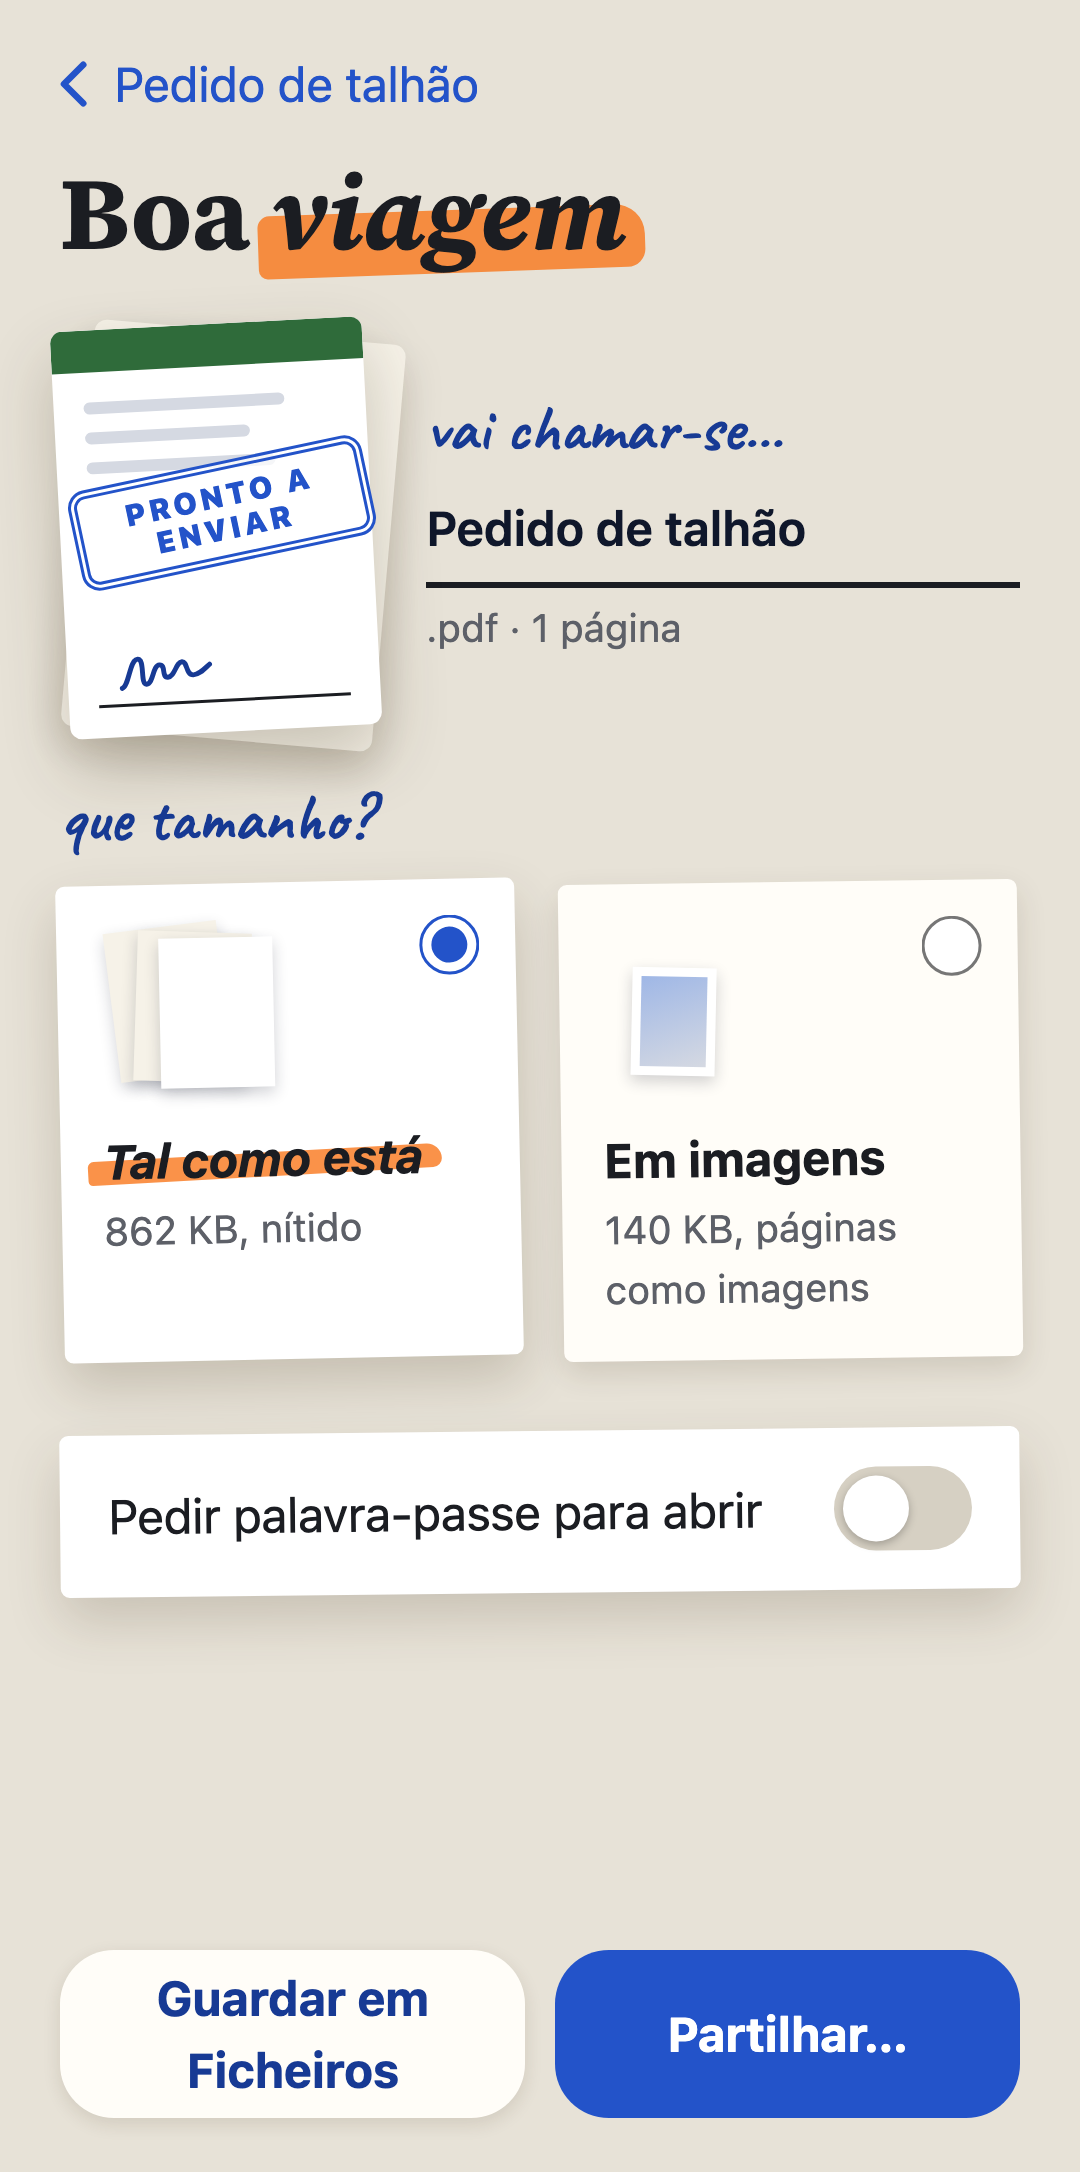 Pedido de talhão
Boa viagem
PRONTO A
ENVIAR
vai chamar-se...
Pedido de talhão
.pdf · 1 página
que tamanho?
Tal como está
862 KB, nítido
Em imagens
140 KB, páginas
como imagens
Pedir palavra-passe para abrir
Guardar em
Ficheiros
Partilhar...